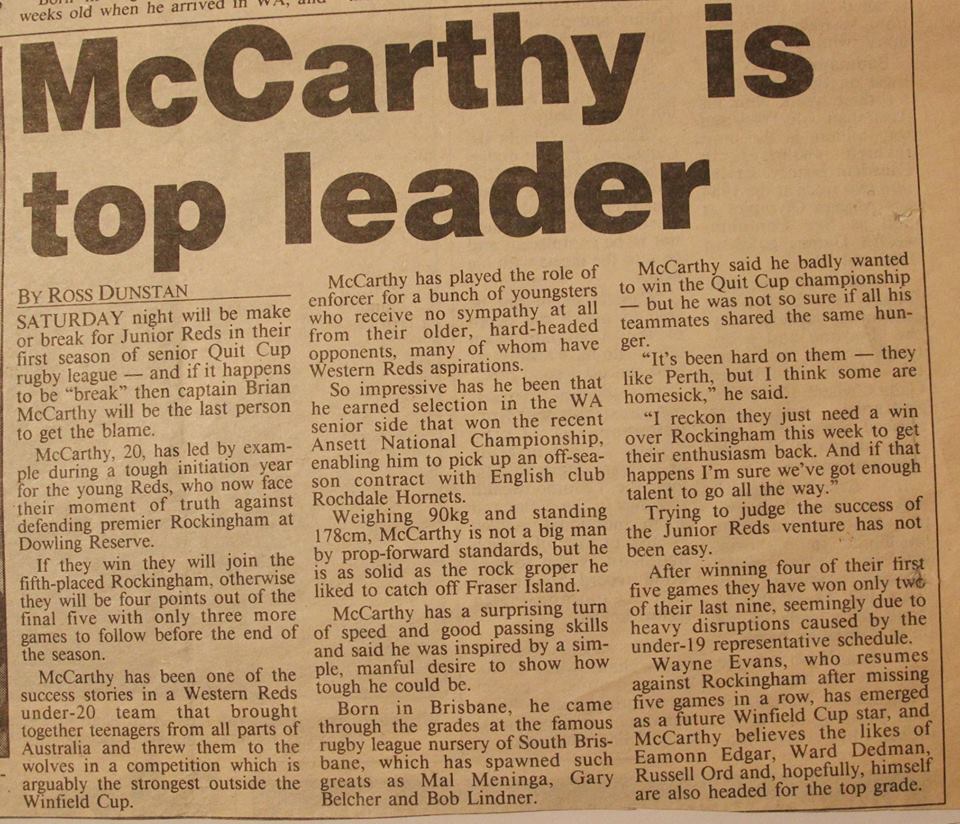 weeks old when he arrived in WA, and
McCarthy is
top leader
BY ROSS DUNSTAN
SATURDAY night will be make
or break for Junior Reds in their
first season of senior Quit Cup
rugby league — and if it happens
to be “break” then captain Brian
McCarthy will be the last person
to get the blame.
McCarthy, 20, has led by exam-
ple during a tough initiation year
for the young Reds, who now face
their moment of truth against
defending premier Rockingham at
Dowling Reserve.
If they win they will join the
fifth-placed Rockingham, otherwise
they will be four points out of the
final five with only three more
games to follow before the end of
the season.
McCarthy has been one of the
success stories in a Western Reds
under-20 team that brought
together teenagers from all parts of
Australia and threw them to the
wolves in a competition which is
arguably the strongest outside the
Winfield Cup.
McCarthy has played the role of
enforcer for a bunch of youngsters
who receive no sympathy at all
from their older, hard-headed
opponents, many of whom have
Western Reds aspirations.
So impressive has he been that
he earned selection in the WA
senior side that won the recent
Ansett National Championship,
enabling him to pick up an off-sea-
son contract with English club
Rochdale Hornets.
Weighing 90kg and standing
178cm, McCarthy is not a big man
by prop-forward standards, but he
is as solid as the rock groper he
liked to catch off Fraser Island.
McCarthy has a surprising turn
of speed and good passing skills
and said he was inspired by a sim-
ple, manful desire to show how
tough he could be.
Born in Brisbane, he came
through the grades at the famous
rugby league nursery of South Bris-
bane, which has spawned such
greats as Mal Meninga, Gary
Belcher and Bob Lindner.
McCarthy said he badly wanted
to win the Quit Cup championship
— but he was not so sure if all his
teammates shared the same hun-
ger.
“It’s been hard on them — they
like Perth, but I think some are
homesick,” he said.
“I reckon they just need a win
over Rockingham this week to get
their enthusiasm back. And if that
happens I’m sure we’ve got enough
talent to go all the way.”
Trying to judge the success of
the Junior Reds venture has not
been easy.
After winning four of their first
five games they have won only two
of their last nine, seemingly due to
heavy disruptions caused by the
under-19 representative schedule.
Wayne Evans, who resumes
against Rockingham after missing
five games in a row, has emerged
as a future Winfield Cup star, and
McCarthy believes the likes of
Eamonn Edgar, Ward Dedman,
Russell Ord and, hopefully, himself
are also headed for the top grade.